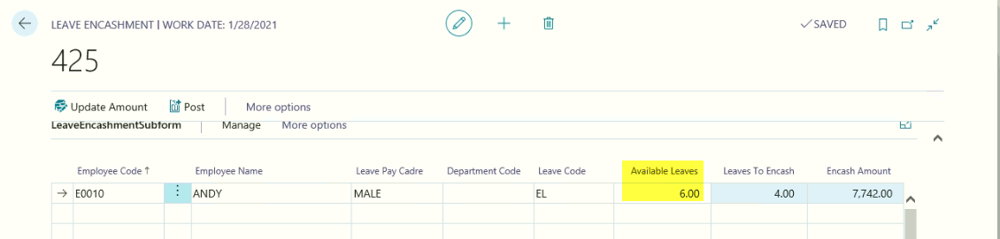 LEAVE ENCASHMENT | WORK DATE: 1/28/2021
SAVED
425
Update Amount Post More options
LeaveEncashmentSubform Manage More options
Employee Code ↑ Employee Name Leave Pay Cadre Department Code Leave Code Available Leaves Leaves To Encash Encash Amount
E0010 ANDY MALE EL 6.00 4.00 7,742.00